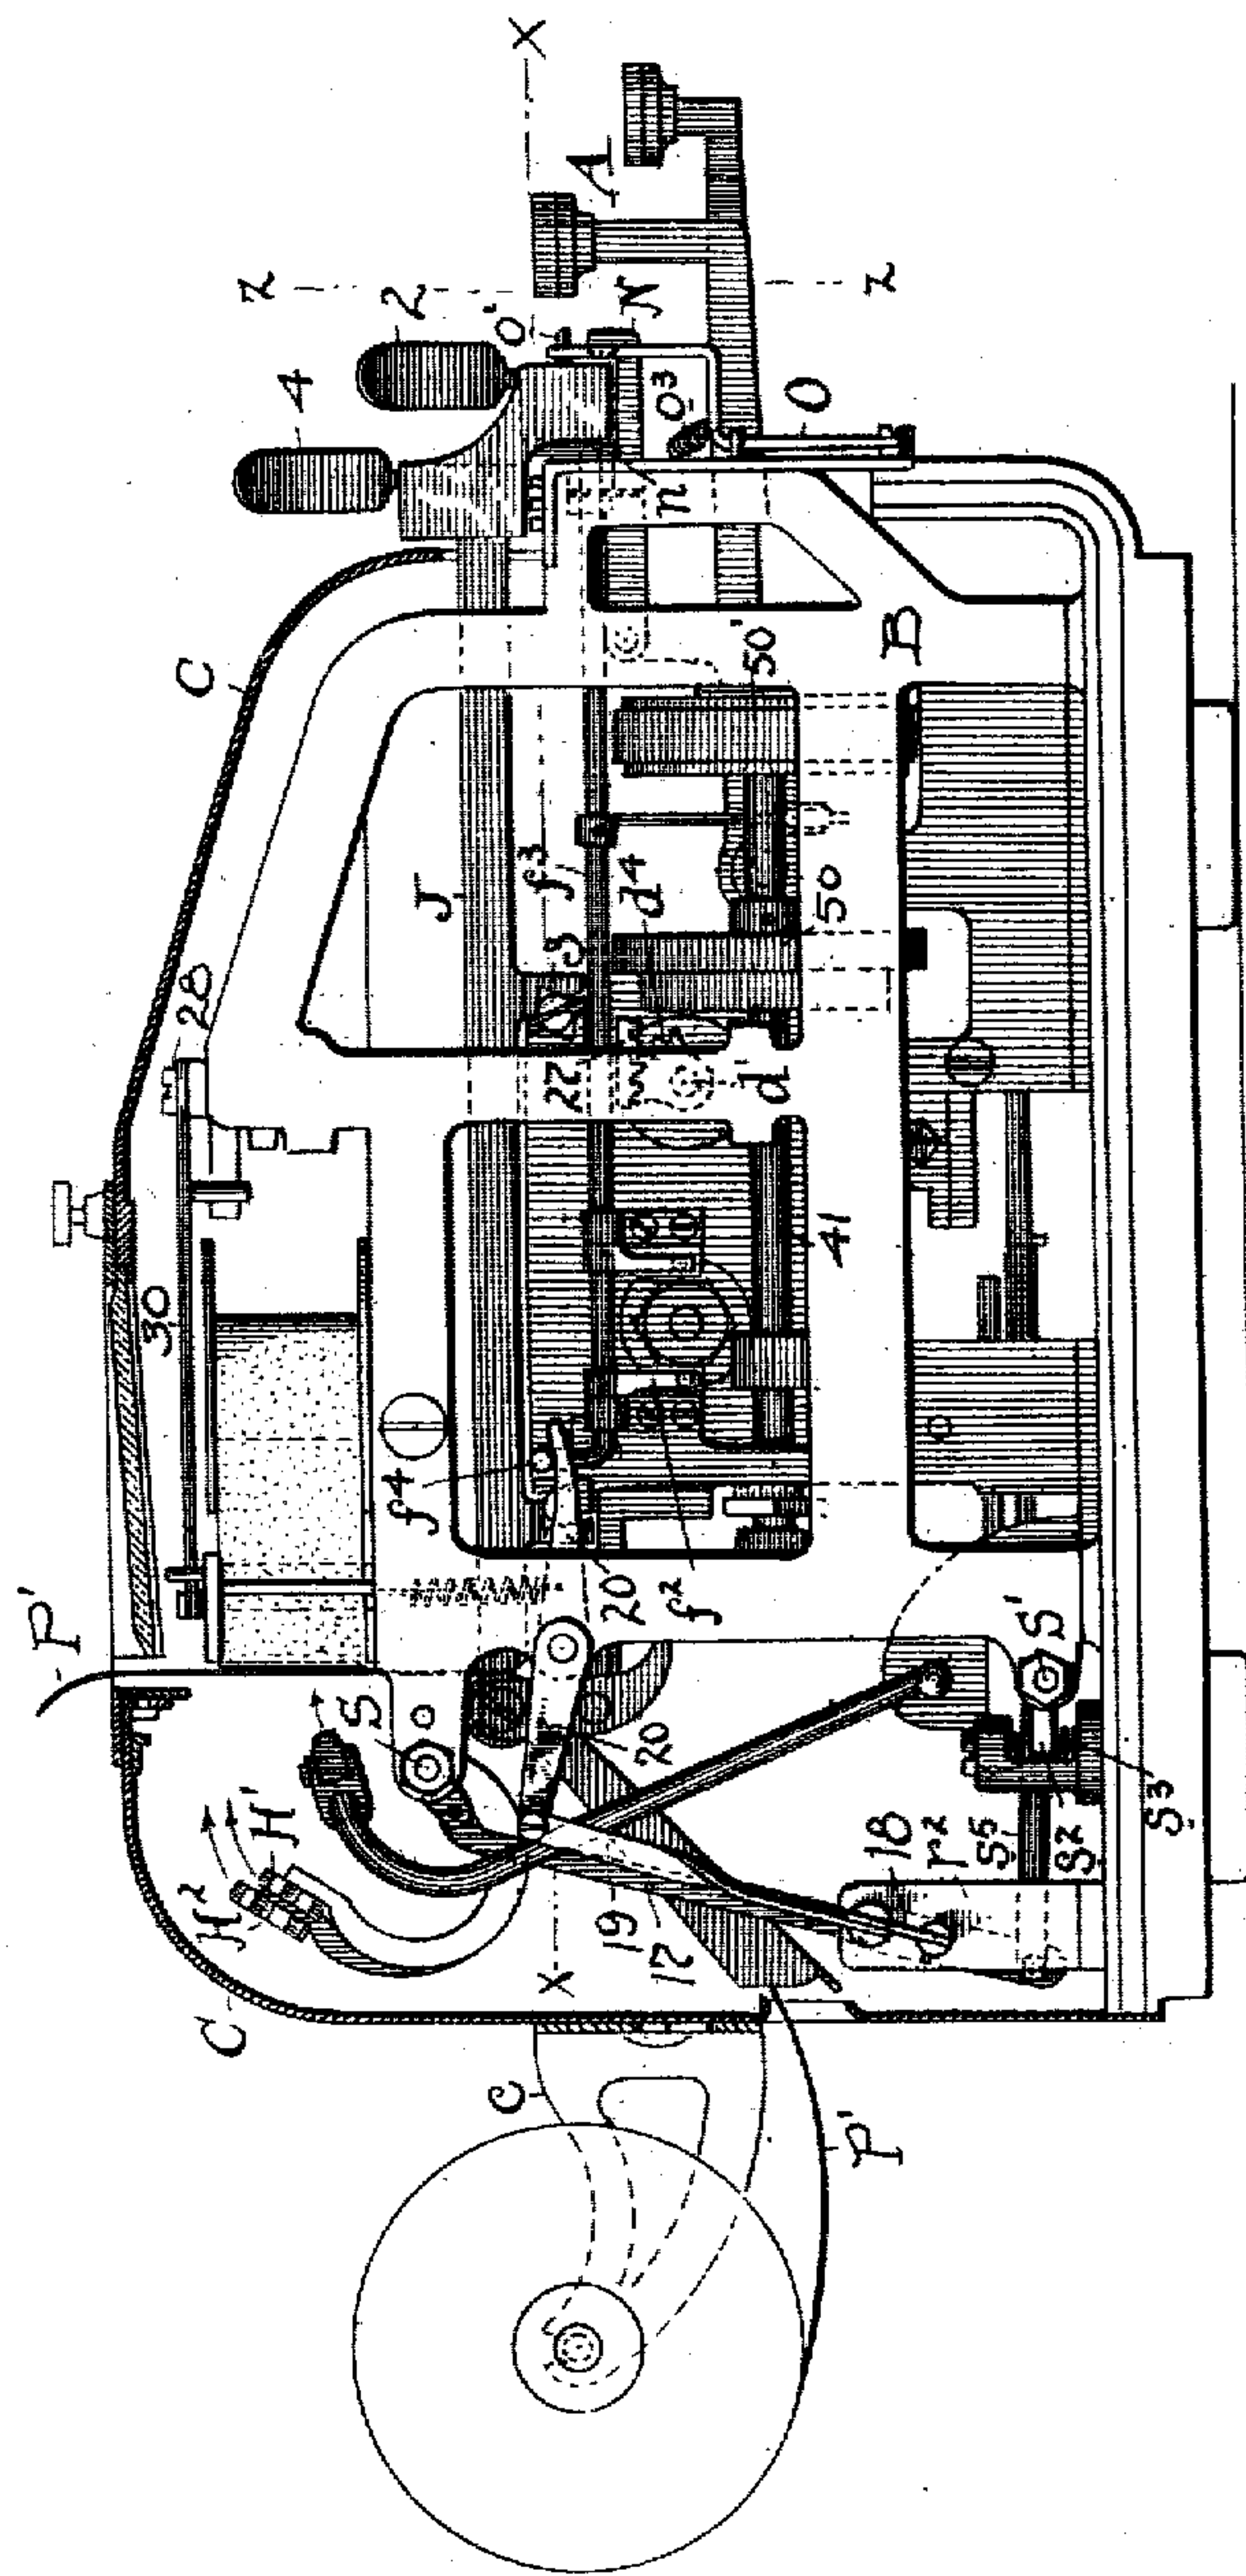 X
A
z
z
2
4
o'
N
o³
O
n
C
B
50'
J
f³
d⁴
50
28
S
22
d'
30
41
f⁴
f²
20
P'
S
20
S'
H'
H²
19
17
18
r²
S⁵
S²
S³
X
C
C
P'